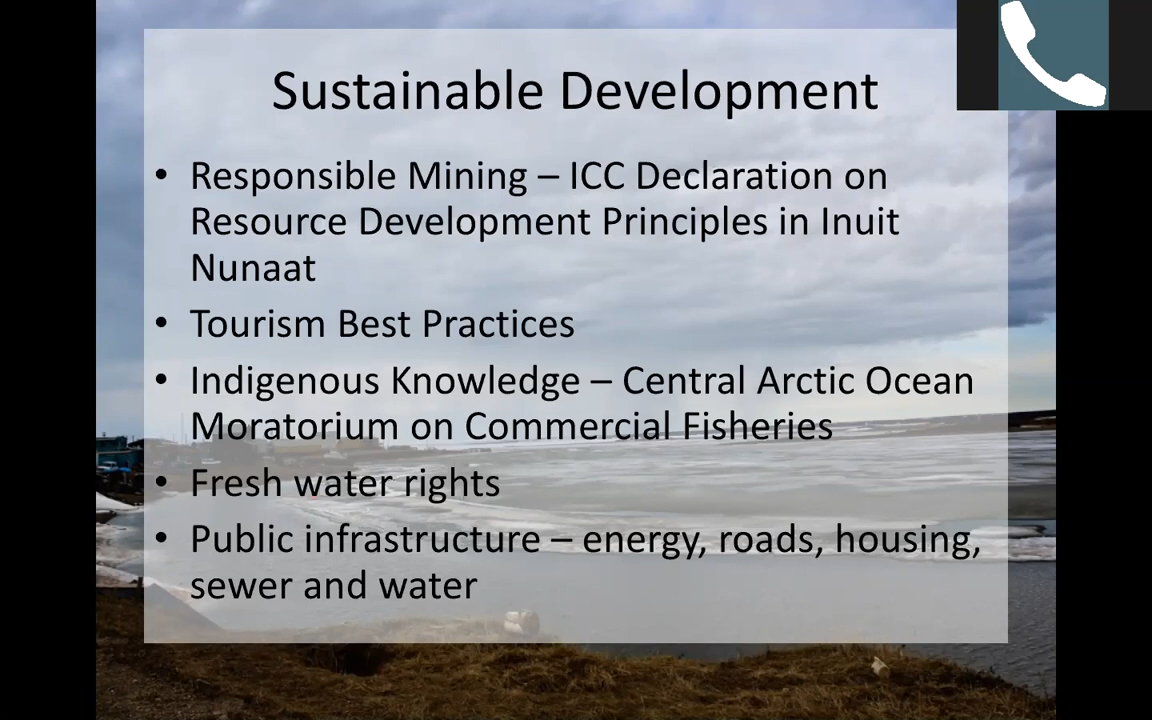 Sustainable Development
• Responsible Mining – ICC Declaration on
Resource Development Principles in Inuit
Nunaat
• Tourism Best Practices
• Indigenous Knowledge – Central Arctic Ocean
Moratorium on Commercial Fisheries
• Fresh water rights
• Public infrastructure – energy, roads, housing,
sewer and water